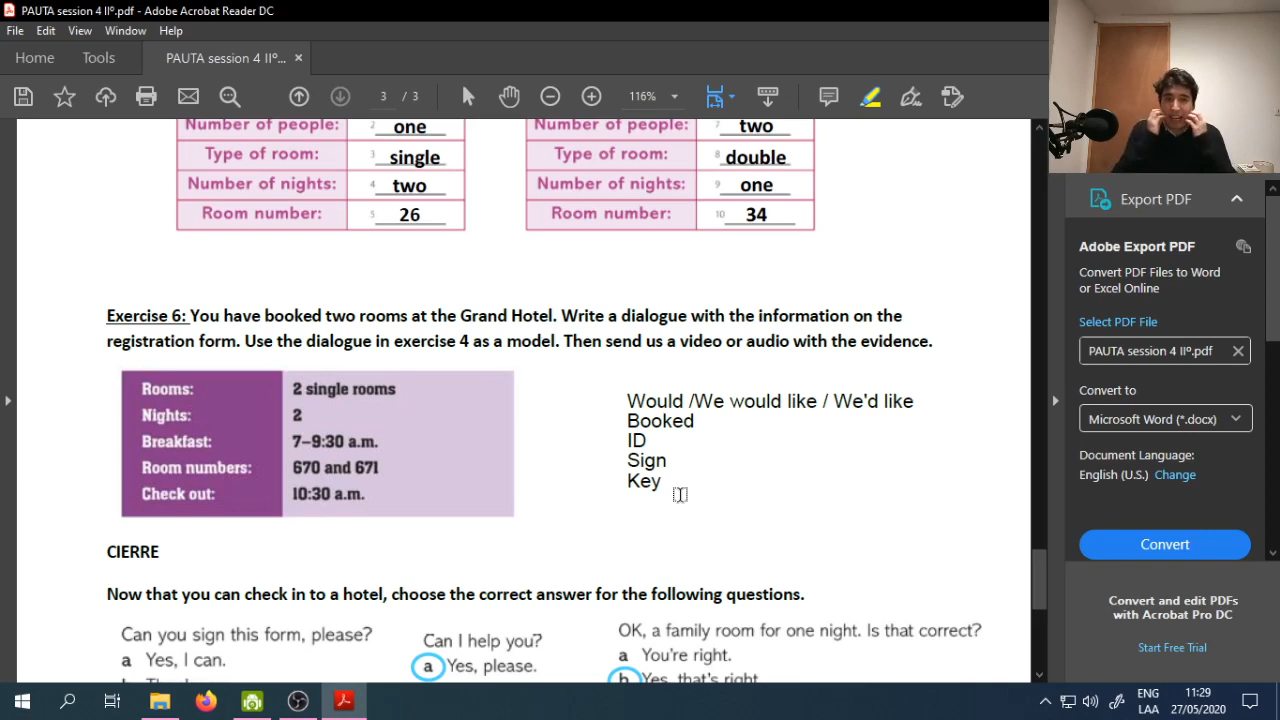 PAUTA session 4 IIº.pdf - Adobe Acrobat Reader DC
File Edit View Window Help
Home Tools PAUTA session 4 IIº... ×
3 / 3 116%
Number of people: 2 one
Type of room: 3 single
Number of nights: 4 two
Room number: 5 26
Number of people: 7 two
Type of room: 8 double
Number of nights: 9 one
Room number: 10 34
Exercise 6: You have booked two rooms at the Grand Hotel. Write a dialogue with the information on the
registration form. Use the dialogue in exercise 4 as a model. Then send us a video or audio with the evidence.
Rooms: 2 single rooms
Nights: 2
Breakfast: 7–9:30 a.m.
Room numbers: 670 and 671
Check out: 10:30 a.m.
Would /We would like / We'd like
Booked
ID
Sign
Key
CIERRE
Now that you can check in to a hotel, choose the correct answer for the following questions.
Can you sign this form, please?
a Yes, I can.
Can I help you?
a Yes, please.
OK, a family room for one night. Is that correct?
a You're right.
b Yes, that's right.
Export PDF
Adobe Export PDF
Convert PDF Files to Word
or Excel Online
Select PDF File
PAUTA session 4 IIº.pdf
Convert to
Microsoft Word (*.docx)
Document Language:
English (U.S.) Change
Convert
Convert and edit PDFs
with Acrobat Pro DC
Start Free Trial
ENG
LAA
11:29
27/05/2020